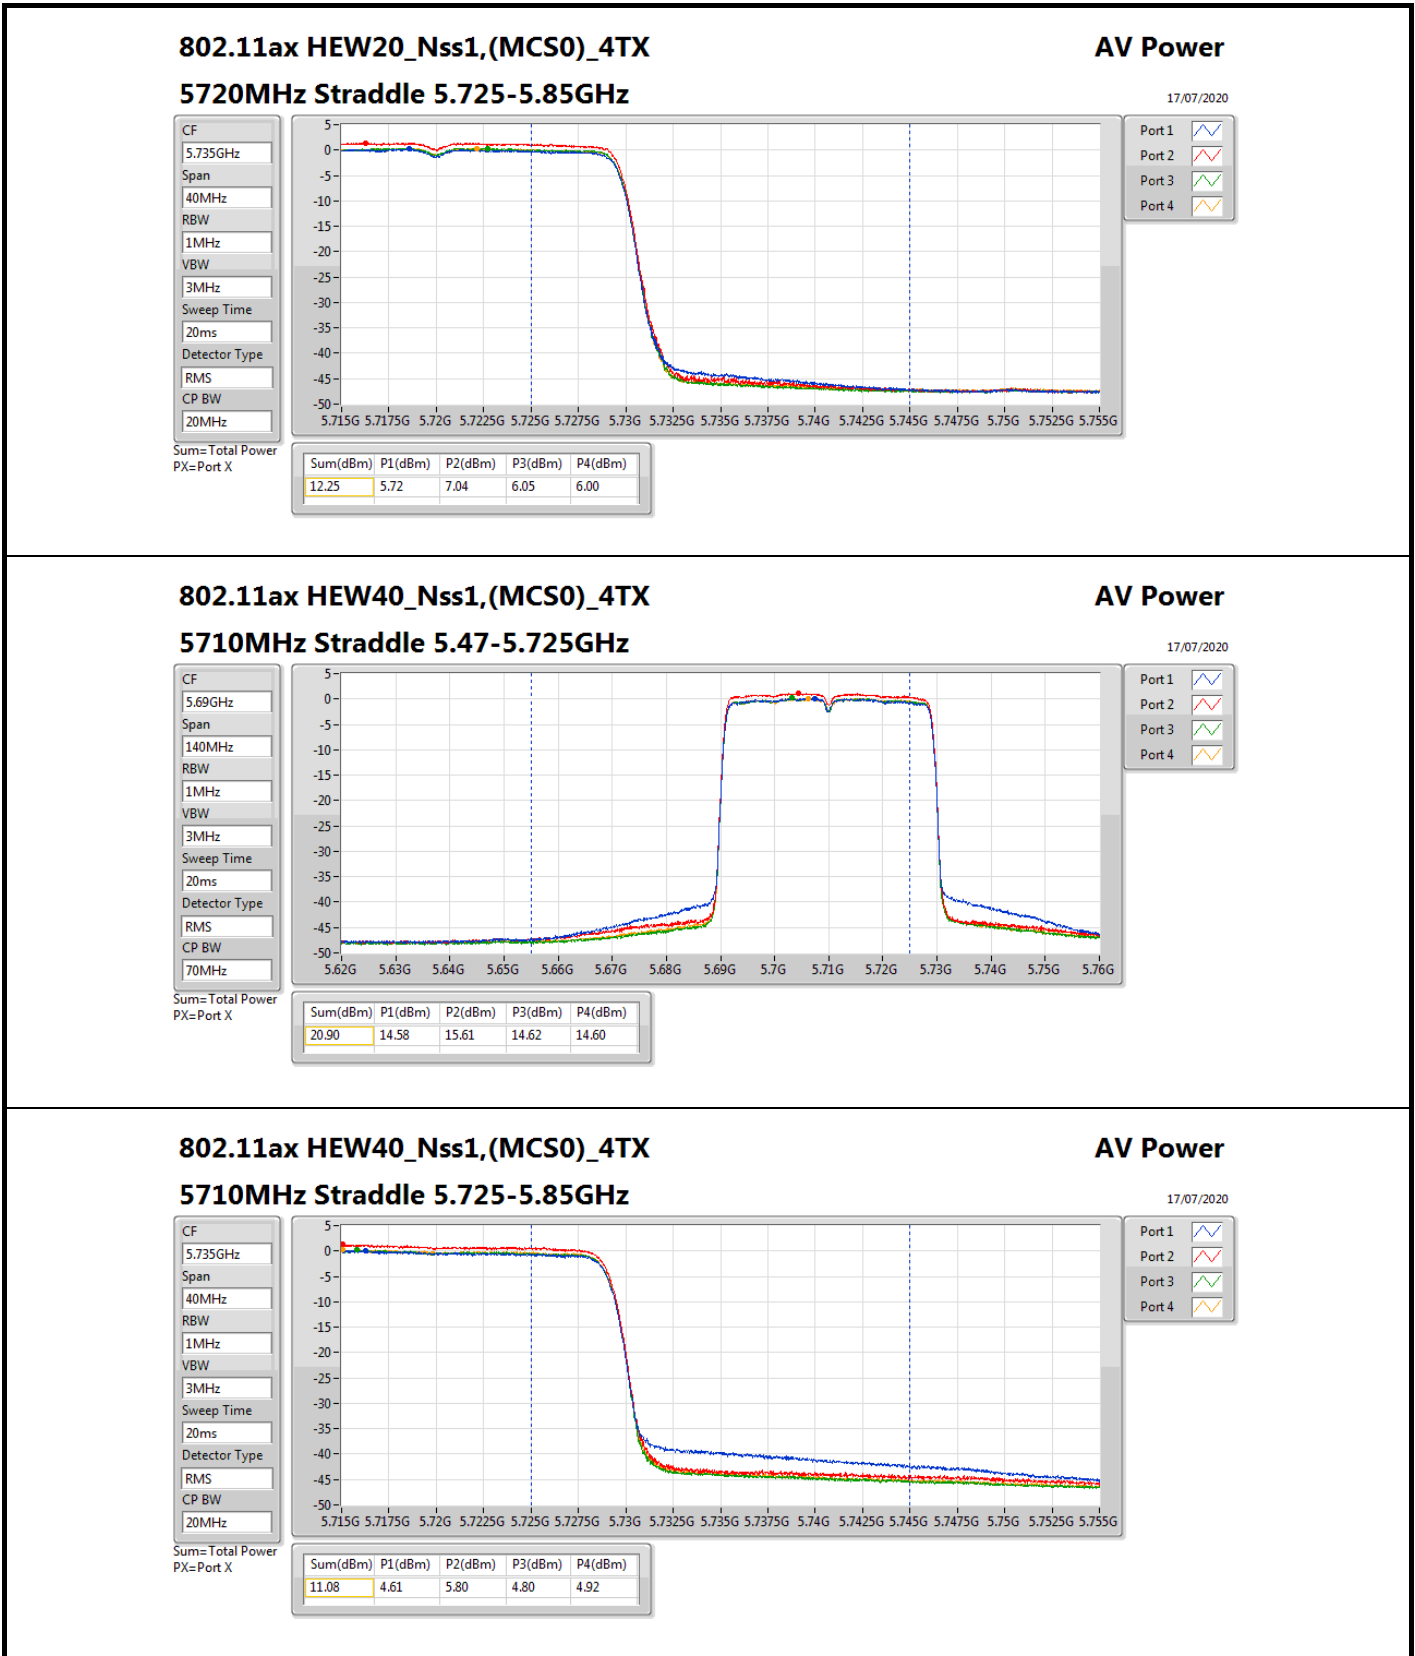 802.11ax HEW20_Nss1,(MCS0)_4TX
AV Power
5720MHz Straddle 5.725-5.85GHz
17/07/2020
CF
5.735GHz
Span
40MHz
RBW
1MHz
VBW
3MHz
Sweep Time
20ms
Detector Type
RMS
CP BW
20MHz
Sum=Total Power
PX=Port X
5
0
-5
-10
-15
-20
-25
-30
-35
-40
-45
-50
5.715G 5.7175G 5.72G 5.7225G 5.725G 5.7275G 5.73G 5.7325G 5.735G 5.7375G 5.74G 5.7425G 5.745G 5.7475G 5.75G 5.7525G 5.755G
Port 1
Port 2
Port 3
Port 4
Sum(dBm) P1(dBm) P2(dBm) P3(dBm) P4(dBm)
12.25 5.72 7.04 6.05 6.00
802.11ax HEW40_Nss1,(MCS0)_4TX
AV Power
5710MHz Straddle 5.47-5.725GHz
17/07/2020
CF
5.69GHz
Span
140MHz
RBW
1MHz
VBW
3MHz
Sweep Time
20ms
Detector Type
RMS
CP BW
70MHz
Sum=Total Power
PX=Port X
5
0
-5
-10
-15
-20
-25
-30
-35
-40
-45
-50
5.62G 5.63G 5.64G 5.65G 5.66G 5.67G 5.68G 5.69G 5.7G 5.71G 5.72G 5.73G 5.74G 5.75G 5.76G
Port 1
Port 2
Port 3
Port 4
Sum(dBm) P1(dBm) P2(dBm) P3(dBm) P4(dBm)
20.90 14.58 15.61 14.62 14.60
802.11ax HEW40_Nss1,(MCS0)_4TX
AV Power
5710MHz Straddle 5.725-5.85GHz
17/07/2020
CF
5.735GHz
Span
40MHz
RBW
1MHz
VBW
3MHz
Sweep Time
20ms
Detector Type
RMS
CP BW
20MHz
Sum=Total Power
PX=Port X
5
0
-5
-10
-15
-20
-25
-30
-35
-40
-45
-50
5.715G 5.7175G 5.72G 5.7225G 5.725G 5.7275G 5.73G 5.7325G 5.735G 5.7375G 5.74G 5.7425G 5.745G 5.7475G 5.75G 5.7525G 5.755G
Port 1
Port 2
Port 3
Port 4
Sum(dBm) P1(dBm) P2(dBm) P3(dBm) P4(dBm)
11.08 4.61 5.80 4.80 4.92